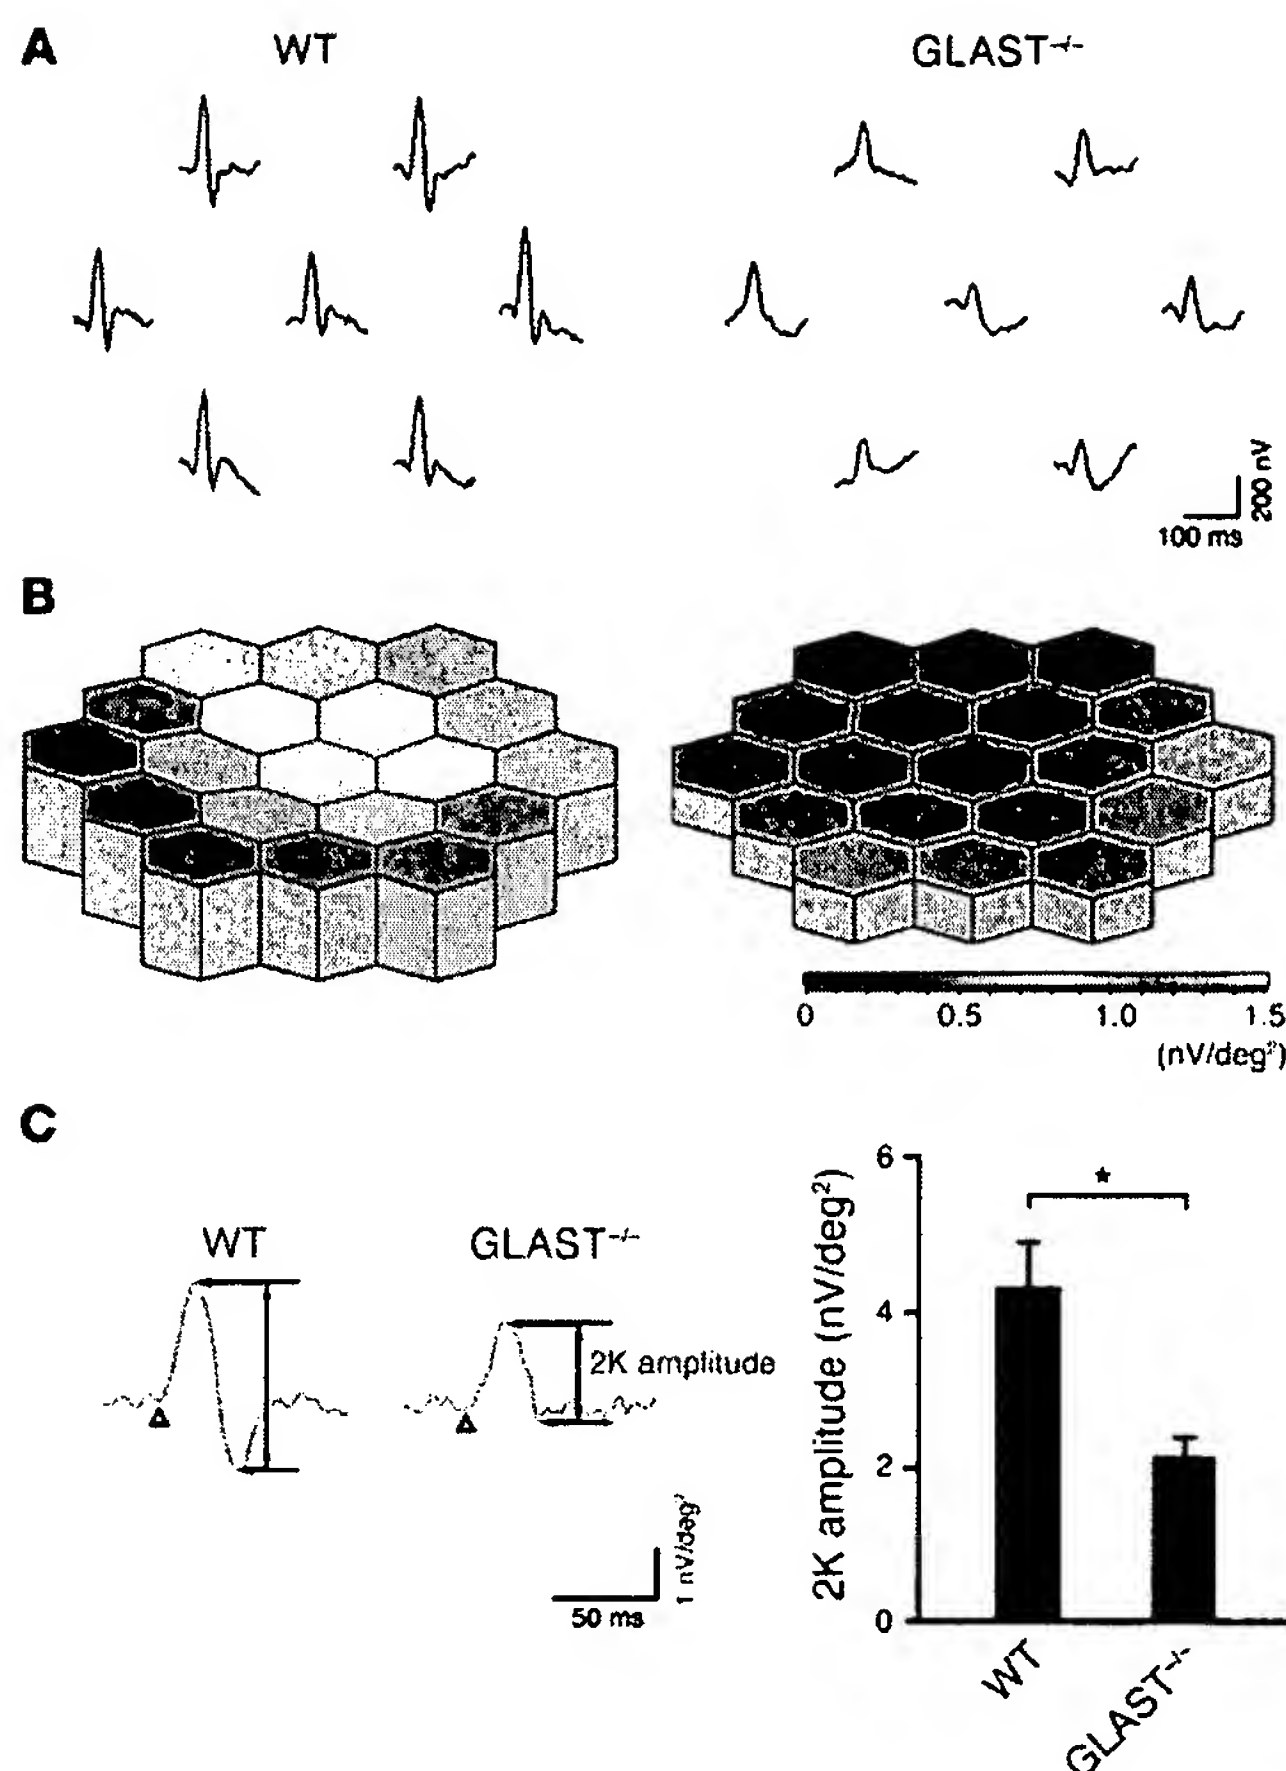 A
WT GLAST⁻/⁻
200 nV
100 ms
B
0 0.5 1.0 1.5
(nV/deg²)
C
WT GLAST⁻/⁻
2K amplitude
1 nV/deg²
50 ms
2K amplitude (nV/deg²)
6
*
4
2
0
WT
GLAST⁻/⁻